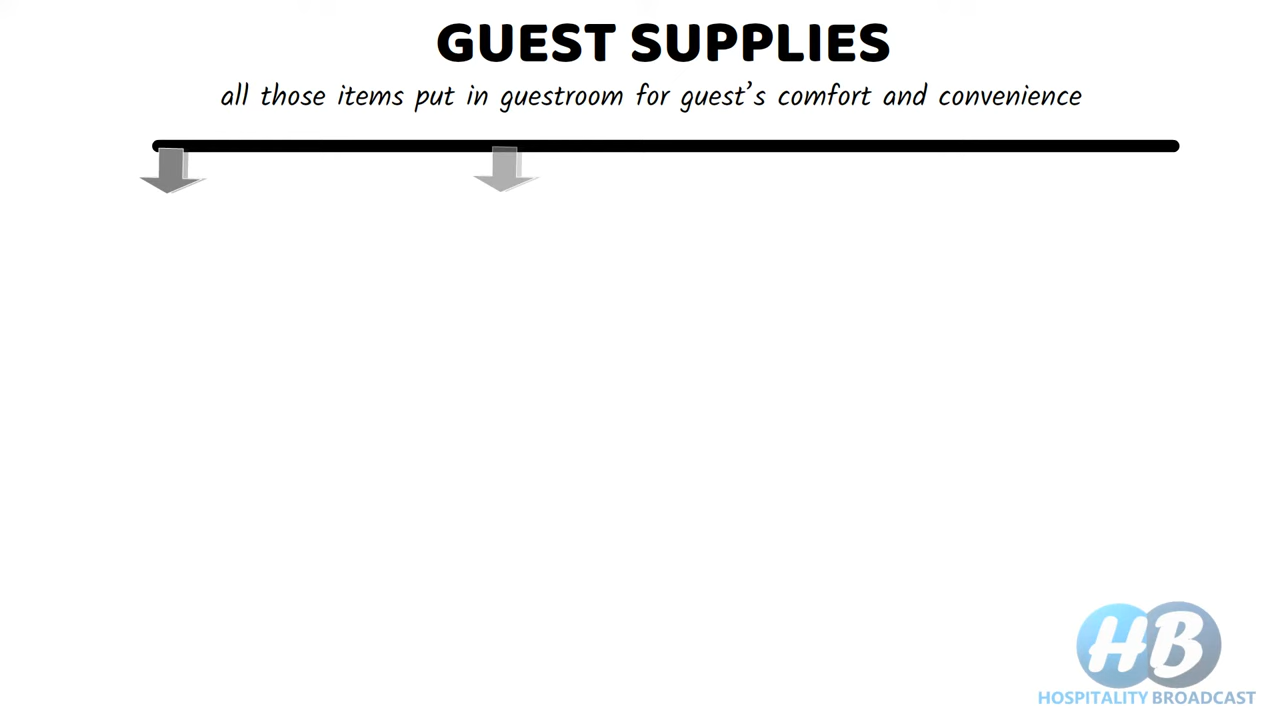 GUEST SUPPLIES
all those items put in guestroom for guest's comfort and convenience
HB
HOSPITALITY BROADCAST